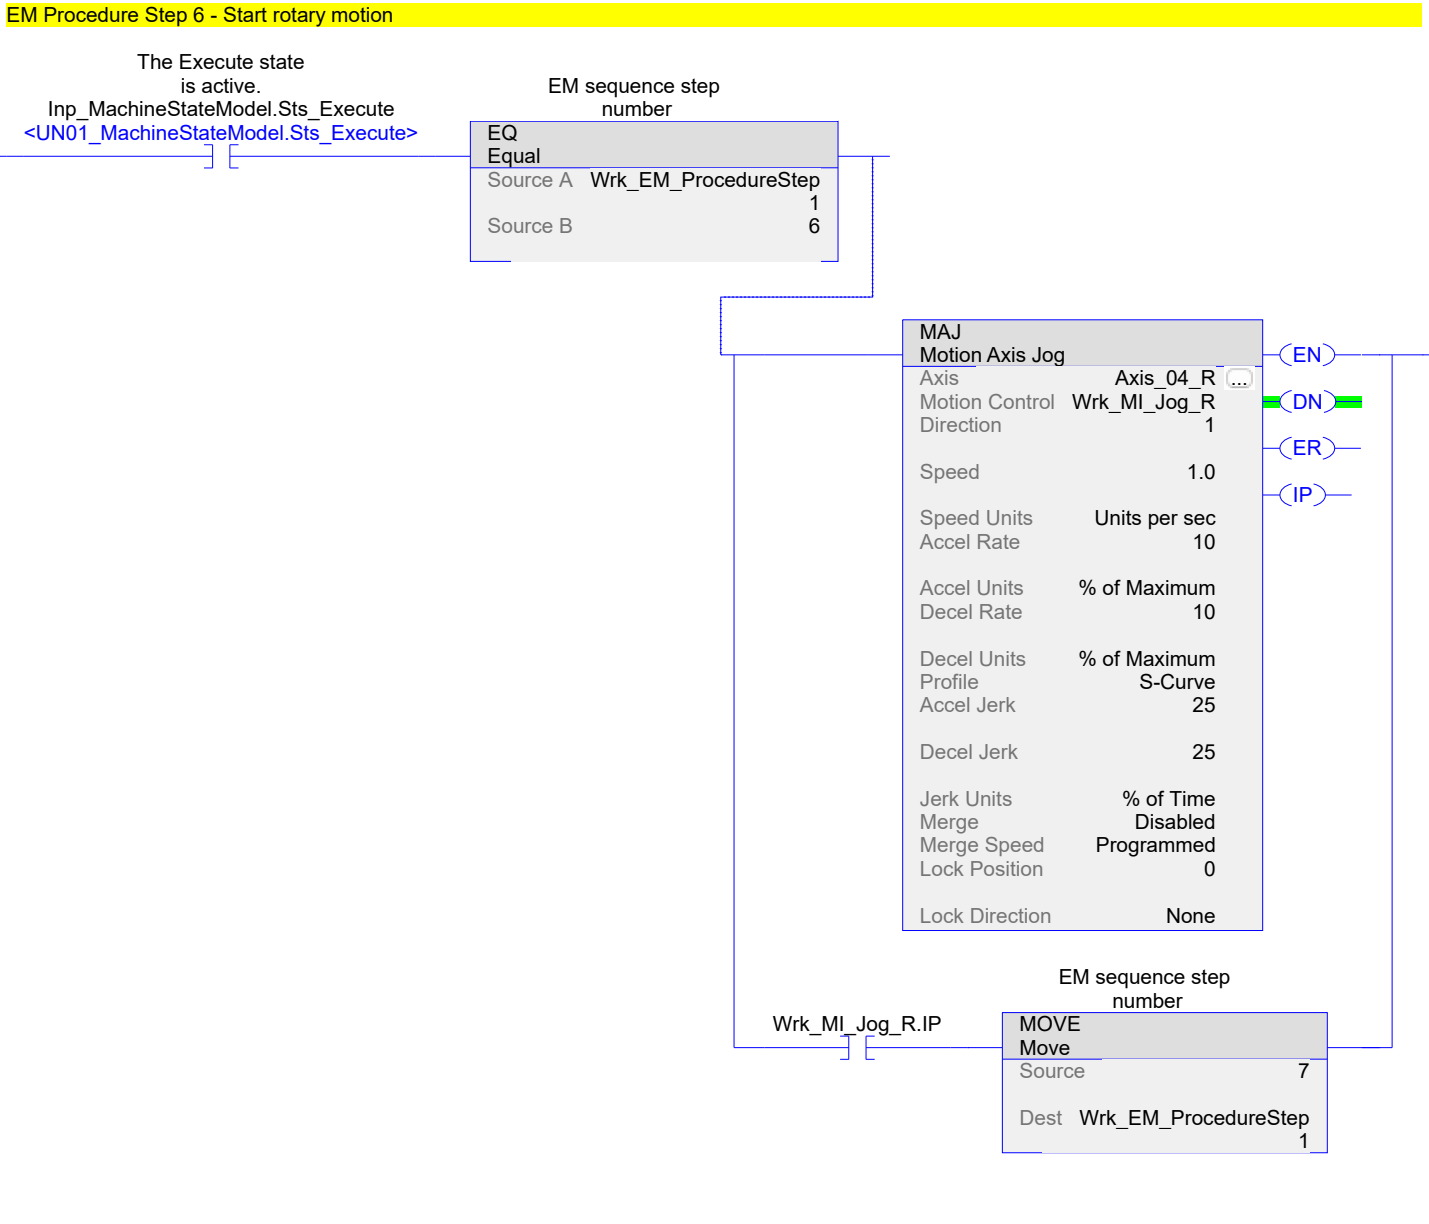 EM Procedure Step 6 - Start rotary motion
The Execute state
is active.
Inp_MachineStateModel.Sts_Execute
<UN01_MachineStateModel.Sts_Execute>
EM sequence step
number
EQ
Equal
Source A Wrk_EM_ProcedureStep
1
Source B 6
MAJ
Motion Axis Jog
Axis Axis_04_R ...
Motion Control Wrk_MI_Jog_R
Direction 1
Speed 1.0
Speed Units Units per sec
Accel Rate 10
Accel Units % of Maximum
Decel Rate 10
Decel Units % of Maximum
Profile S-Curve
Accel Jerk 25
Decel Jerk 25
Jerk Units % of Time
Merge Disabled
Merge Speed Programmed
Lock Position 0
Lock Direction None
EN
DN
ER
IP
Wrk_MI_Jog_R.IP
EM sequence step
number
MOVE
Move
Source 7
Dest Wrk_EM_ProcedureStep
1